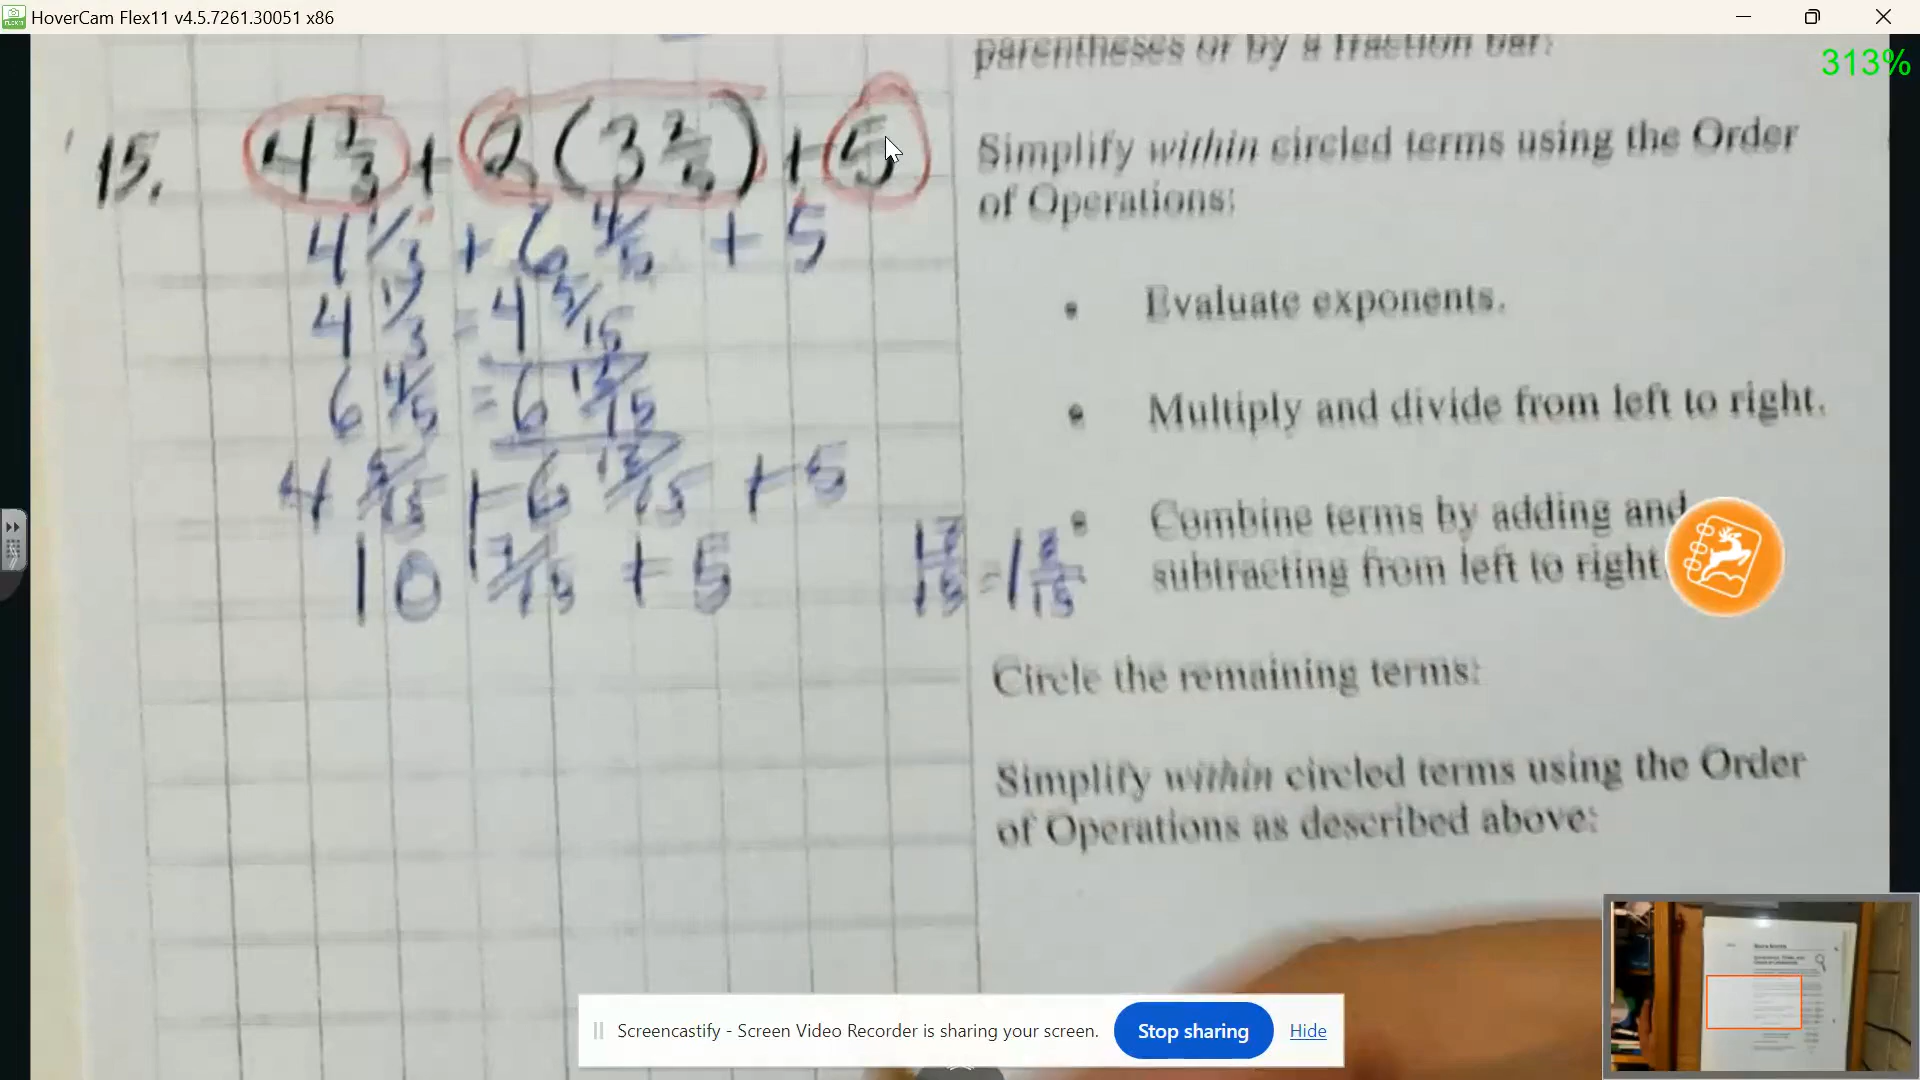 HoverCam Flex11 v4.5.7261.30051 x86
313%
parentheses or by a fraction bar:
15. 4 1/3 + 2 ( 3 2/5 ) + 5
4 1/3 + 6 4/5 + 5
4 1/3 = 4 5/15
6 4/5 = 6 12/15
4 5/15 + 6 12/15 + 5
10 17/15 + 5
17/15 = 1 2/15
Simplify within circled terms using the Order
of Operations:
• Evaluate exponents.
• Multiply and divide from left to right.
• Combine terms by adding and
subtracting from left to right.
Circle the remaining terms:
Simplify within circled terms using the Order
of Operations as described above:
Screencastify - Screen Video Recorder is sharing your screen.
Stop sharing
Hide